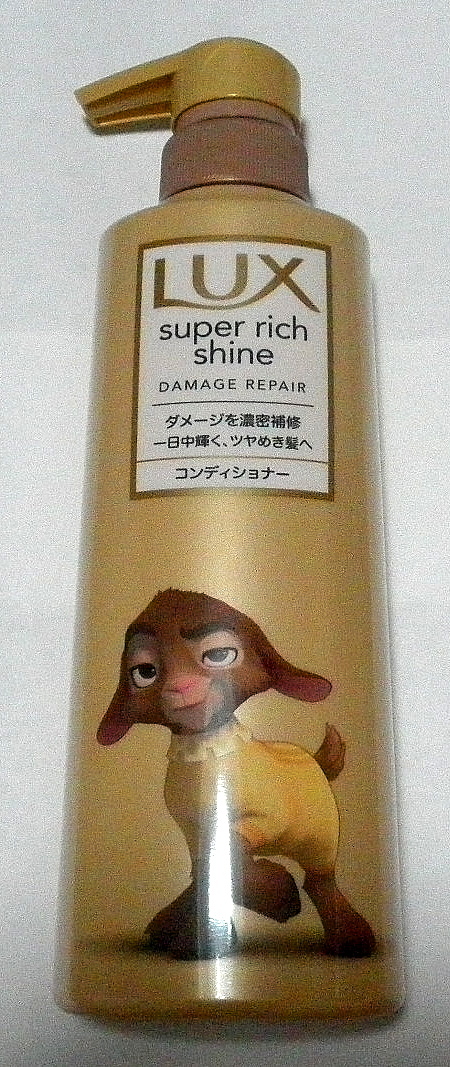 LUX
super rich
shine
DAMAGE REPAIR
ダメージを濃密補修
一日中輝く、ツヤめき髪へ
コンディショナー